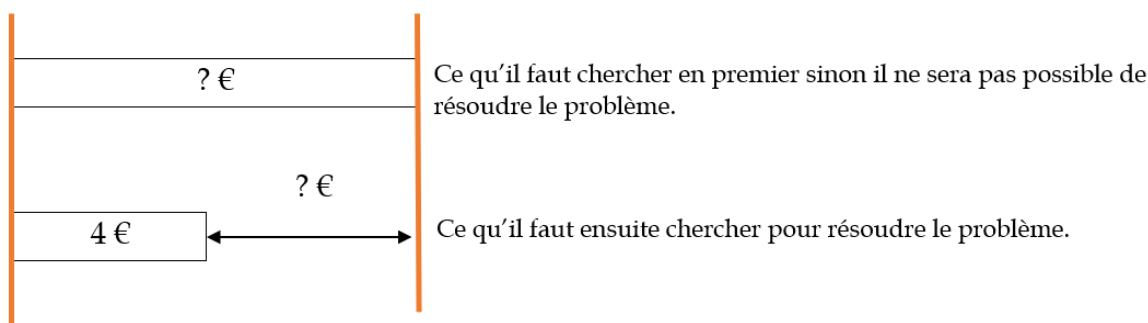 ? €
Ce qu’il faut chercher en premier sinon il ne sera pas possible de
résoudre le problème.
? €
4 €
Ce qu’il faut ensuite chercher pour résoudre le problème.